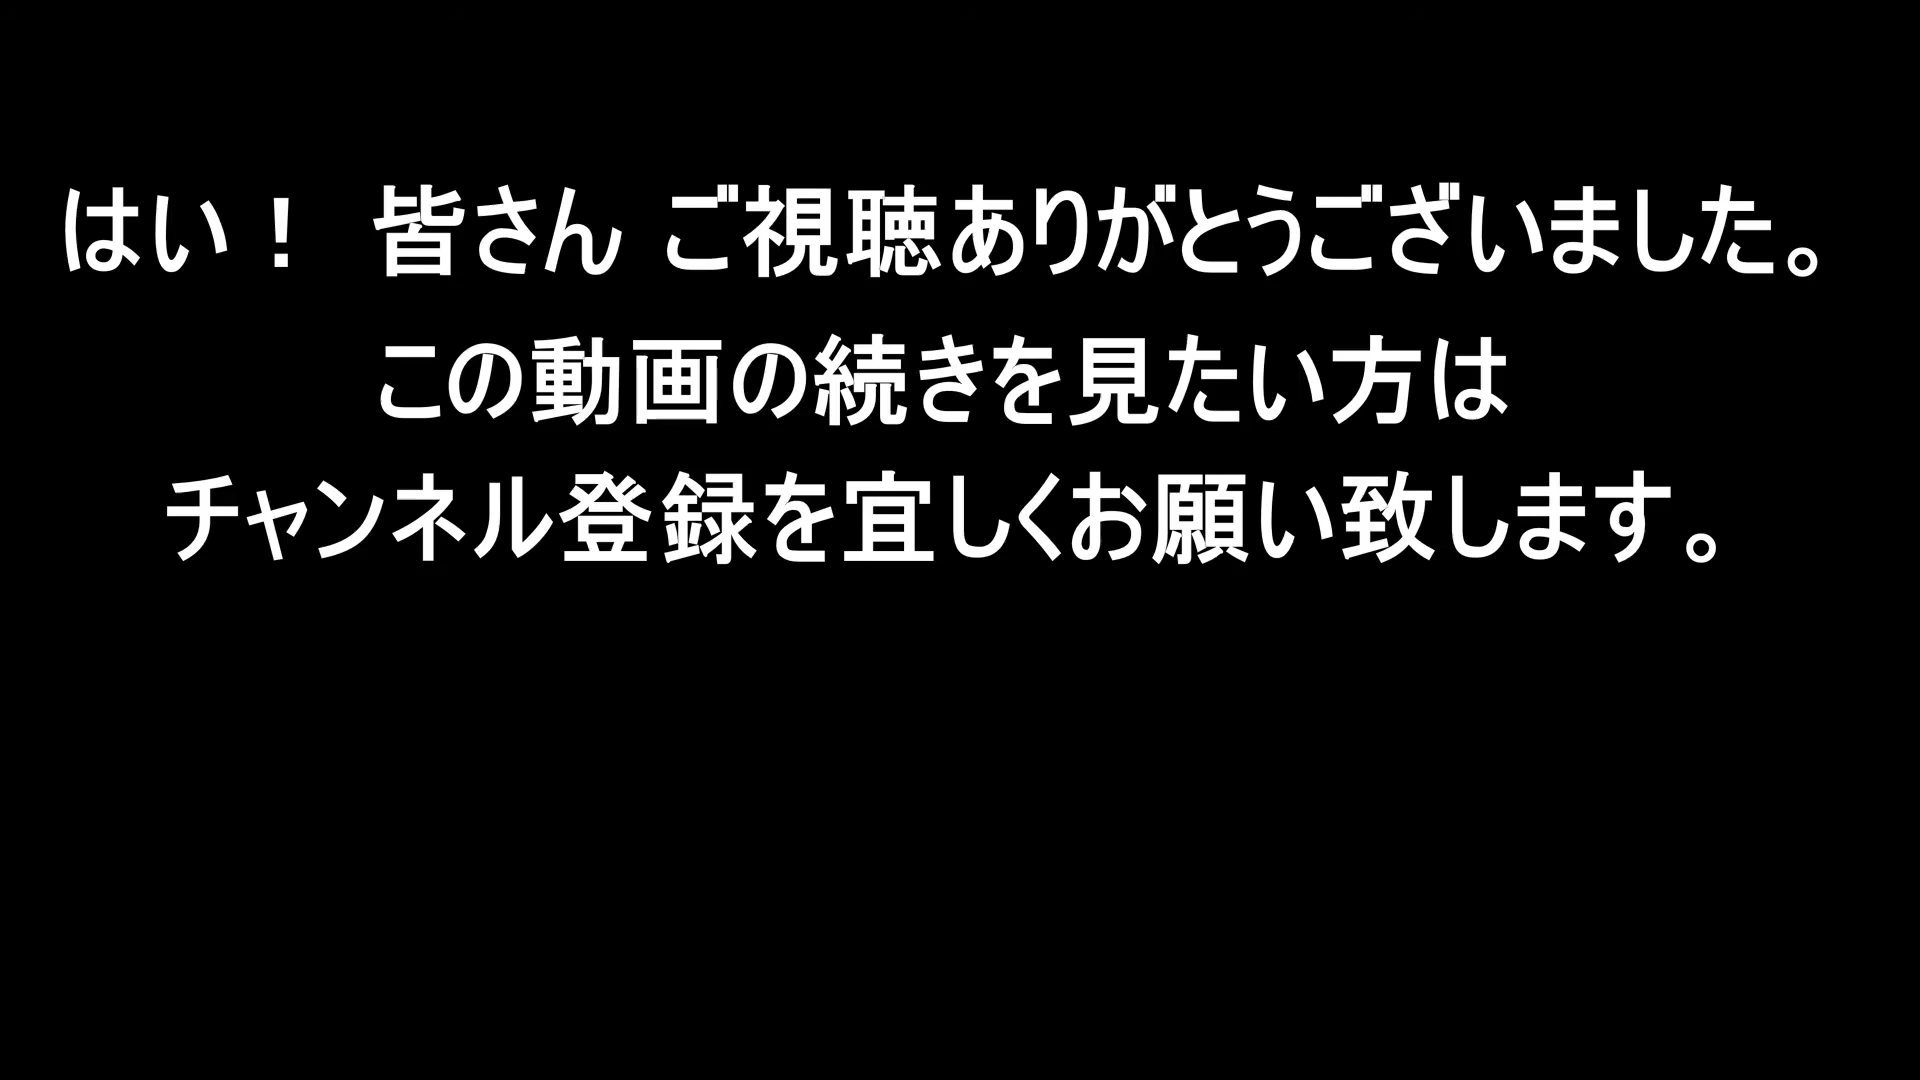 はい！ 皆さん ご視聴ありがとうございました。
この動画の続きを見たい方は
チャンネル登録を宜しくお願い致します。